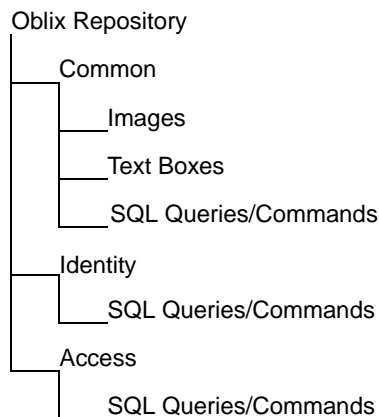 Oblix Repository
Common
Images
Text Boxes
SQL Queries/Commands
Identity
SQL Queries/Commands
Access
SQL Queries/Commands